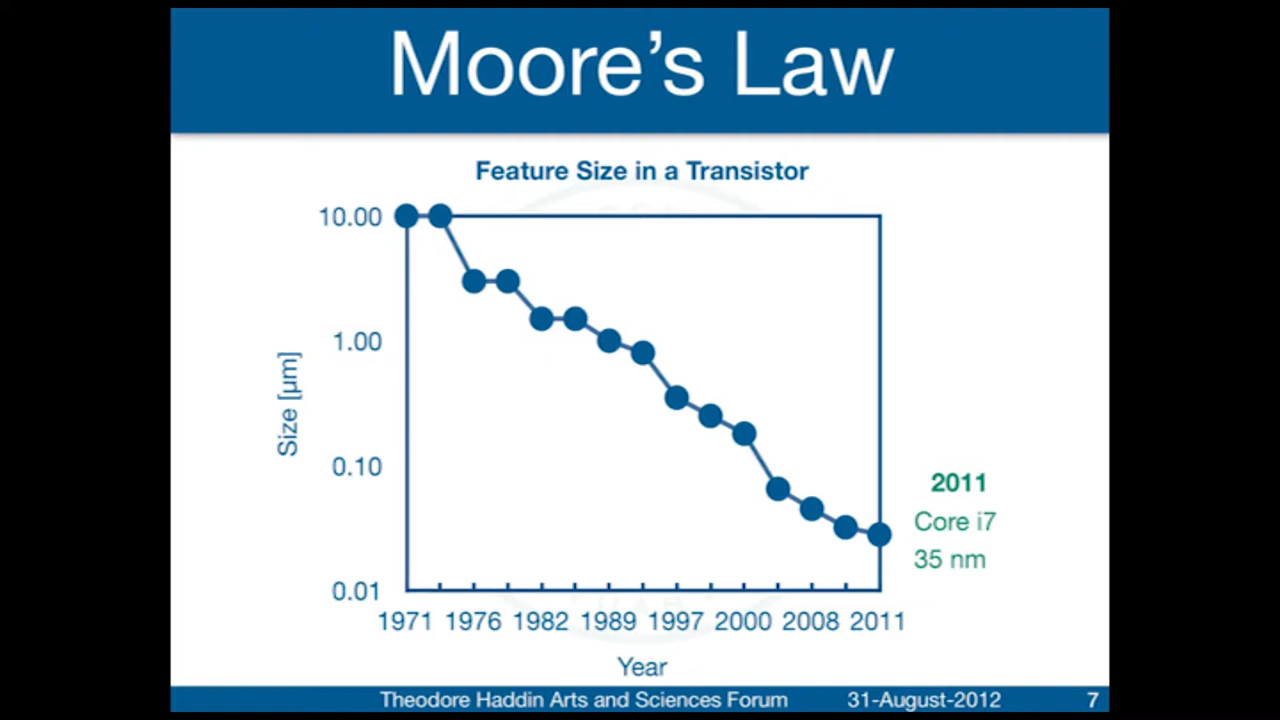 Moore's Law
Feature Size in a Transistor
10.00
1.00
0.10
0.01
Size [μm]
1971 1976 1982 1989 1997 2000 2008 2011
Year
2011
Core i7
35 nm
Theodore Haddin Arts and Sciences Forum 31-August-2012 7